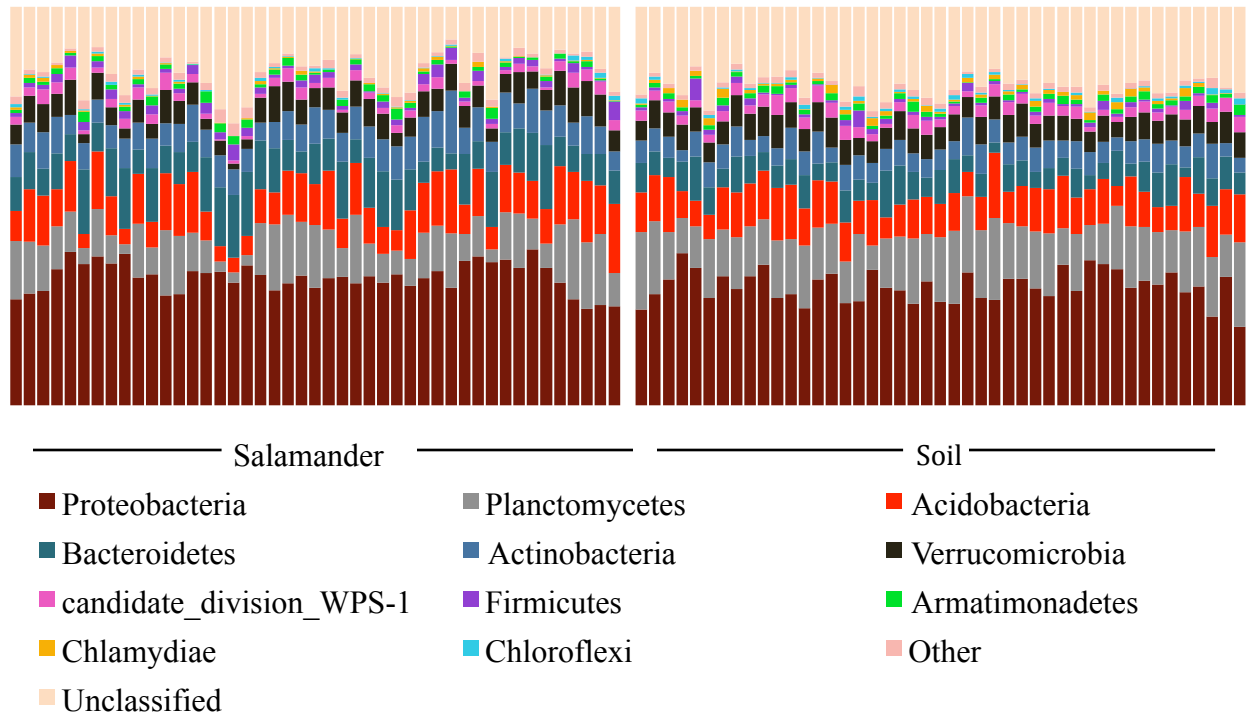 Salamander Soil
Proteobacteria Planctomycetes Acidobacteria
Bacteroidetes Actinobacteria Verrucomicrobia
candidate_division_WPS-1 Firmicutes Armatimonadetes
Chlamydiae Chloroflexi Other
Unclassified